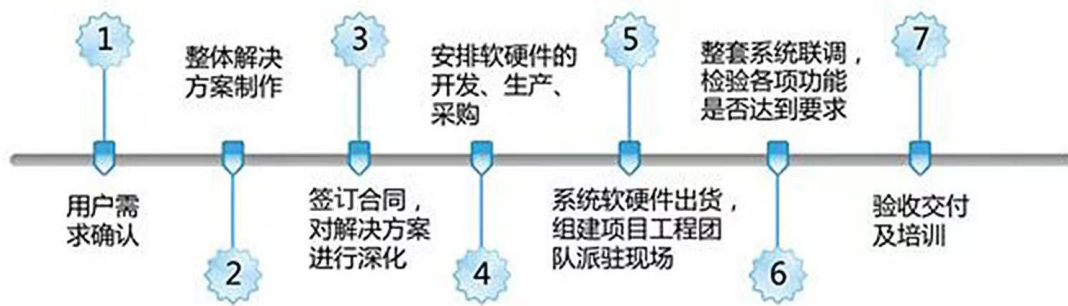 1
用户需
求确认
整体解决
方案制作
2
3
签订合同，
对解决方案
进行深化
安排软硬件的
开发、生产、
采购
4
5
系统软硬件出货，
组建项目工程团
队派驻现场
整套系统联调，
检验各项功能
是否达到要求
6
7
验收交付
及培训